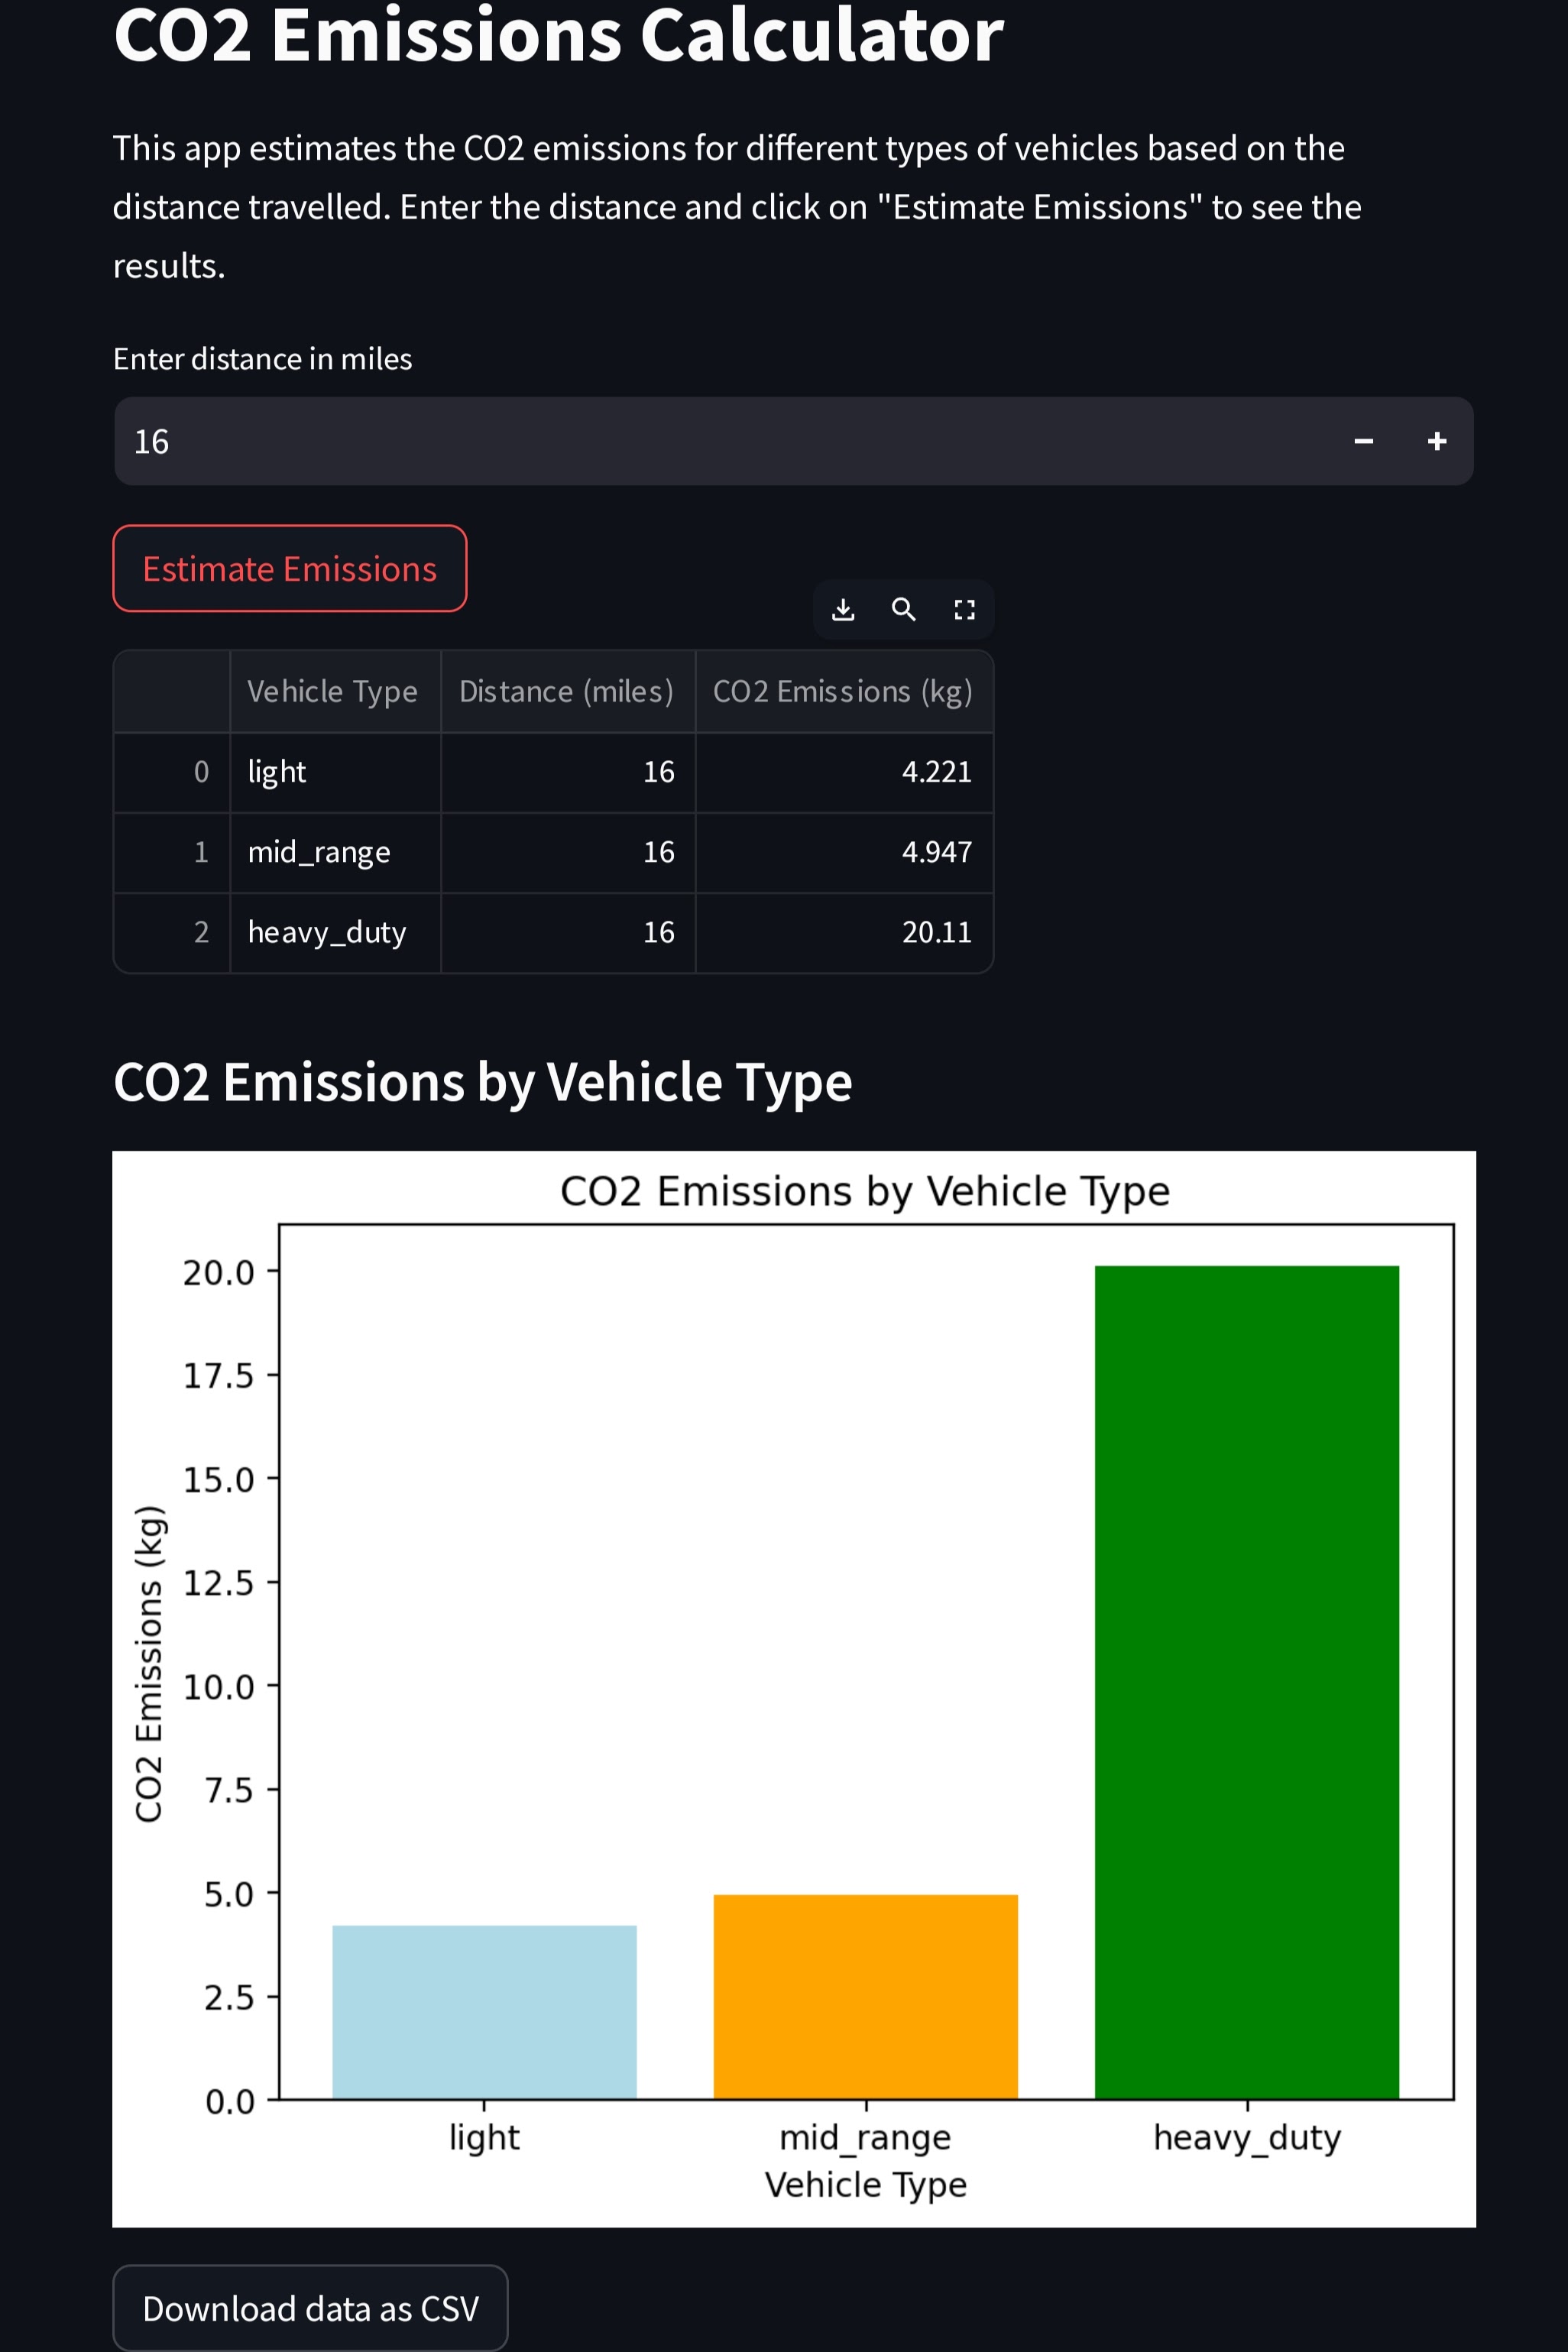 CO2 Emissions Calculator
This app estimates the CO2 emissions for different types of vehicles based on the
distance travelled. Enter the distance and click on "Estimate Emissions" to see the
results.
Enter distance in miles
16 − +
Estimate Emissions
Vehicle Type Distance (miles) CO2 Emissions (kg)
0 light 16 4.221
1 mid_range 16 4.947
2 heavy_duty 16 20.11
CO2 Emissions by Vehicle Type
CO2 Emissions by Vehicle Type
CO2 Emissions (kg)
20.0
17.5
15.0
12.5
10.0
7.5
5.0
2.5
0.0
light mid_range heavy_duty
Vehicle Type
Download data as CSV